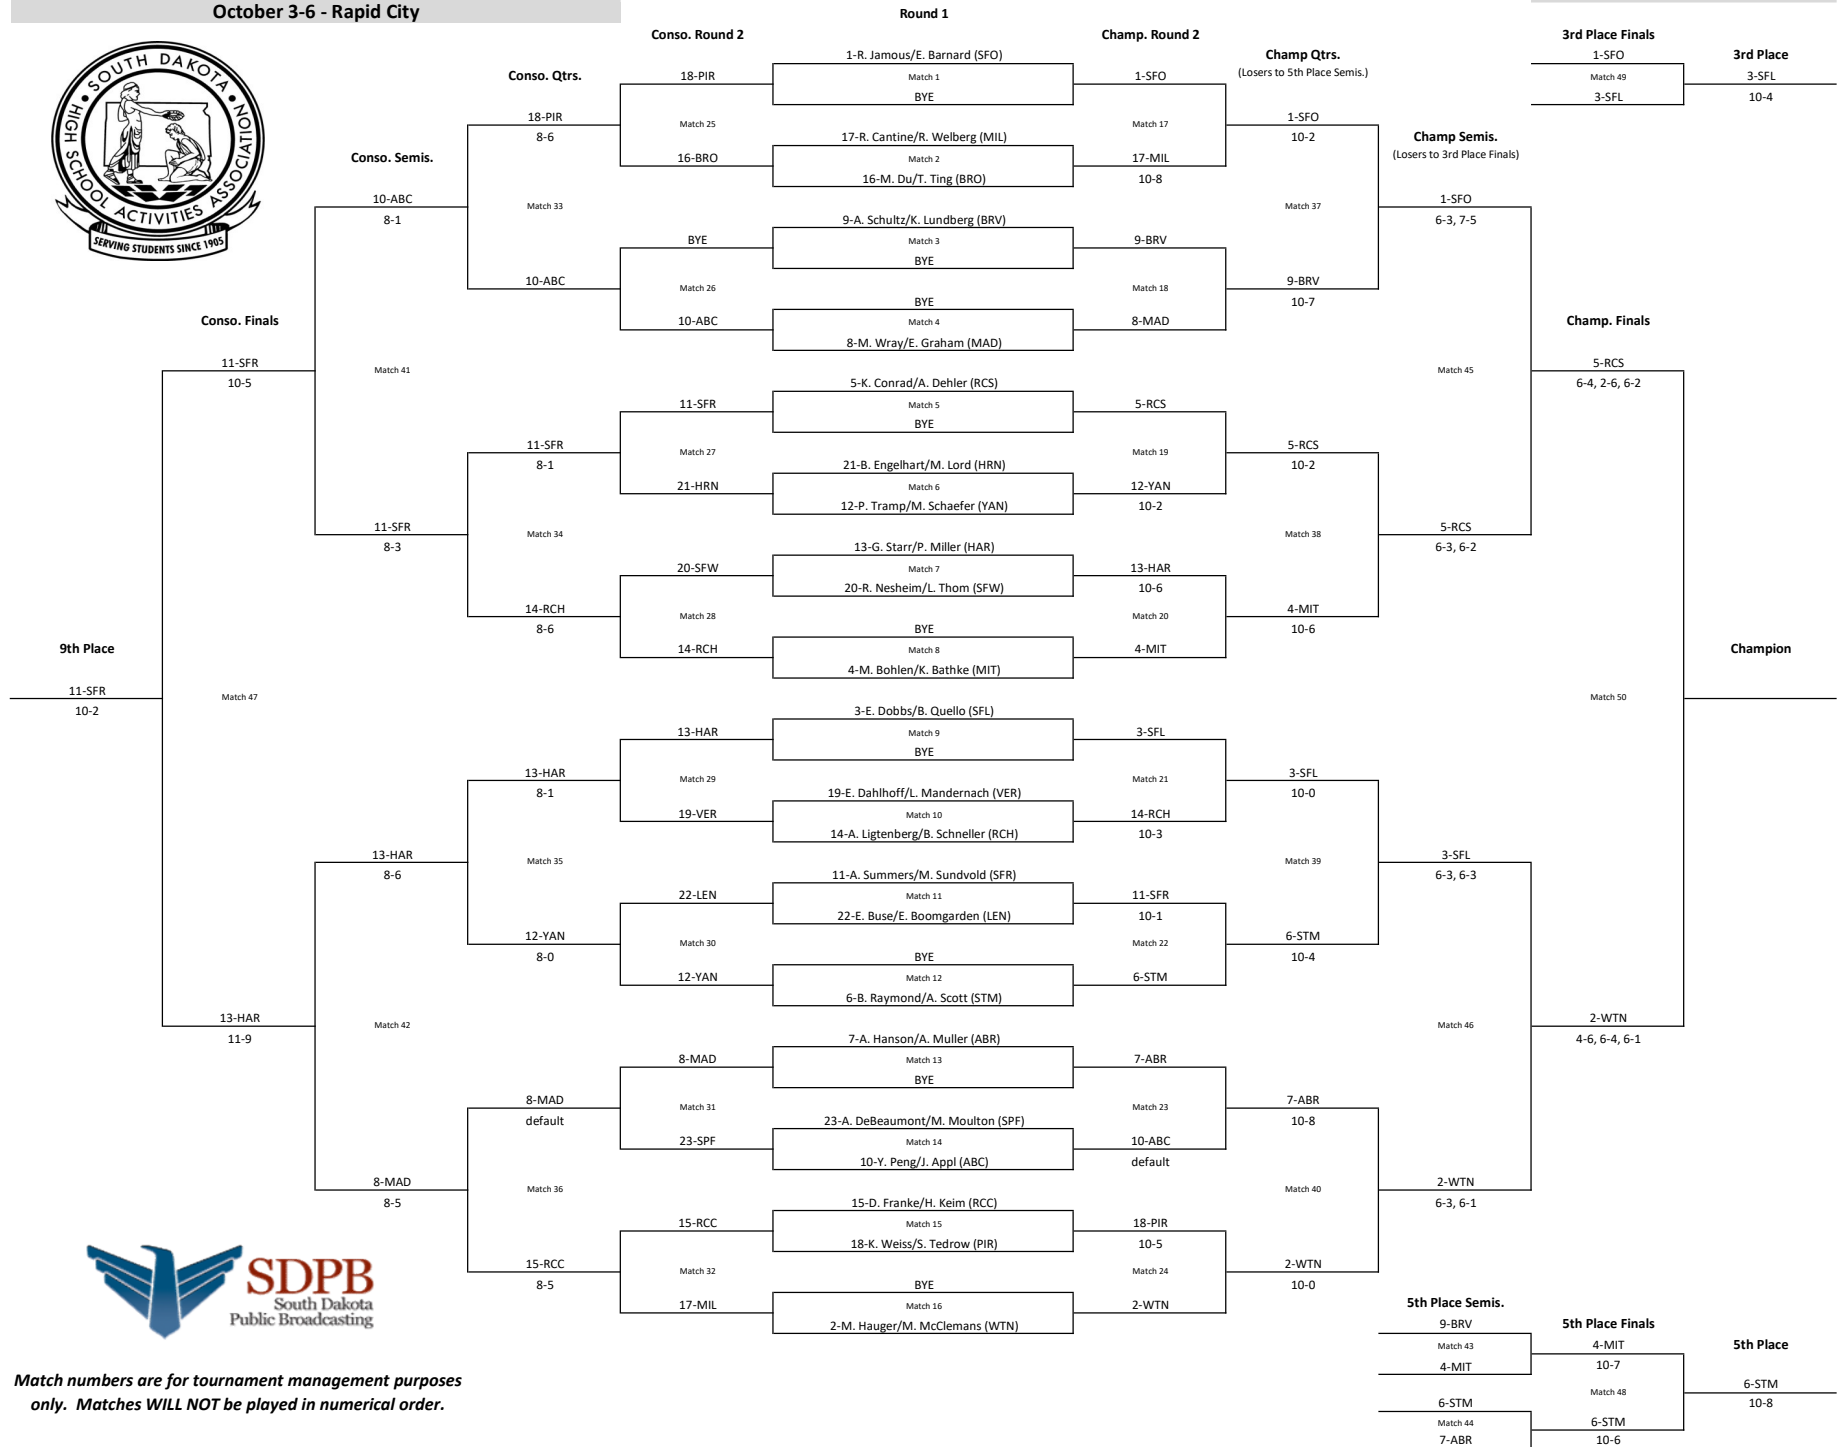 October 3-6 - Rapid City
SOUTH DAKOTA
HIGH SCHOOL ACTIVITIES ASSOCIATION
SERVING STUDENTS SINCE 1905
9th Place
11-SFR
10-2
Conso. Finals
11-SFR
10-5
Match 47
13-HAR
11-9
Conso. Semis.
10-ABC
8-1
Match 41
11-SFR
8-3
13-HAR
8-6
Match 42
8-MAD
8-5
Conso. Qtrs.
18-PIR
8-6
Match 33
10-ABC
11-SFR
8-1
Match 34
14-RCH
8-6
13-HAR
8-1
Match 35
12-YAN
8-0
8-MAD
default
Match 36
15-RCC
8-5
Conso. Round 2
18-PIR
Match 25
16-BRO
BYE
Match 26
10-ABC
11-SFR
Match 27
21-HRN
20-SFW
Match 28
14-RCH
13-HAR
Match 29
19-VER
22-LEN
Match 30
12-YAN
8-MAD
Match 31
23-SPF
15-RCC
Match 32
17-MIL
Round 1
1-R. Jamous/E. Barnard (SFO)
Match 1
BYE
17-R. Cantine/R. Welberg (MIL)
Match 2
16-M. Du/T. Ting (BRO)
9-A. Schultz/K. Lundberg (BRV)
Match 3
BYE
BYE
Match 4
8-M. Wray/E. Graham (MAD)
5-K. Conrad/A. Dehler (RCS)
Match 5
BYE
21-B. Engelhart/M. Lord (HRN)
Match 6
12-P. Tramp/M. Schaefer (YAN)
13-G. Starr/P. Miller (HAR)
Match 7
20-R. Nesheim/L. Thom (SFW)
BYE
Match 8
4-M. Bohlen/K. Bathke (MIT)
3-E. Dobbs/B. Quello (SFL)
Match 9
BYE
19-E. Dahlhoff/L. Mandernach (VER)
Match 10
14-A. Ligtenberg/B. Schneller (RCH)
11-A. Summers/M. Sundvold (SFR)
Match 11
22-E. Buse/E. Boomgarden (LEN)
BYE
Match 12
6-B. Raymond/A. Scott (STM)
7-A. Hanson/A. Muller (ABR)
Match 13
BYE
23-A. DeBeaumont/M. Moulton (SPF)
Match 14
10-Y. Peng/J. Appl (ABC)
15-D. Franke/H. Keim (RCC)
Match 15
18-K. Weiss/S. Tedrow (PIR)
BYE
Match 16
2-M. Hauger/M. McClemans (WTN)
Champ. Round 2
1-SFO
Match 17
17-MIL
10-8
9-BRV
Match 18
8-MAD
5-RCS
Match 19
12-YAN
10-2
13-HAR
10-6
Match 20
4-MIT
3-SFL
Match 21
14-RCH
10-3
11-SFR
10-1
Match 22
6-STM
7-ABR
Match 23
10-ABC
default
18-PIR
10-5
Match 24
2-WTN
Champ Qtrs.
(Losers to 5th Place Semis.)
1-SFO
10-2
Match 37
9-BRV
10-7
5-RCS
10-2
Match 38
4-MIT
10-6
3-SFL
10-0
Match 39
6-STM
10-4
7-ABR
10-8
Match 40
2-WTN
10-0
Champ Semis.
(Losers to 3rd Place Finals)
1-SFO
6-3, 7-5
Match 45
5-RCS
6-3, 6-2
3-SFL
6-3, 6-3
Match 46
2-WTN
6-3, 6-1
Champ. Finals
5-RCS
6-4, 2-6, 6-2
Match 50
2-WTN
4-6, 6-4, 6-1
Champion
3rd Place Finals
1-SFO
Match 49
3-SFL
3rd Place
3-SFL
10-4
5th Place Semis.
9-BRV
Match 43
4-MIT
6-STM
Match 44
7-ABR
5th Place Finals
4-MIT
10-7
Match 48
6-STM
10-6
5th Place
6-STM
10-8
SDPB
South Dakota
Public Broadcasting
Match numbers are for tournament management purposes
only. Matches WILL NOT be played in numerical order.